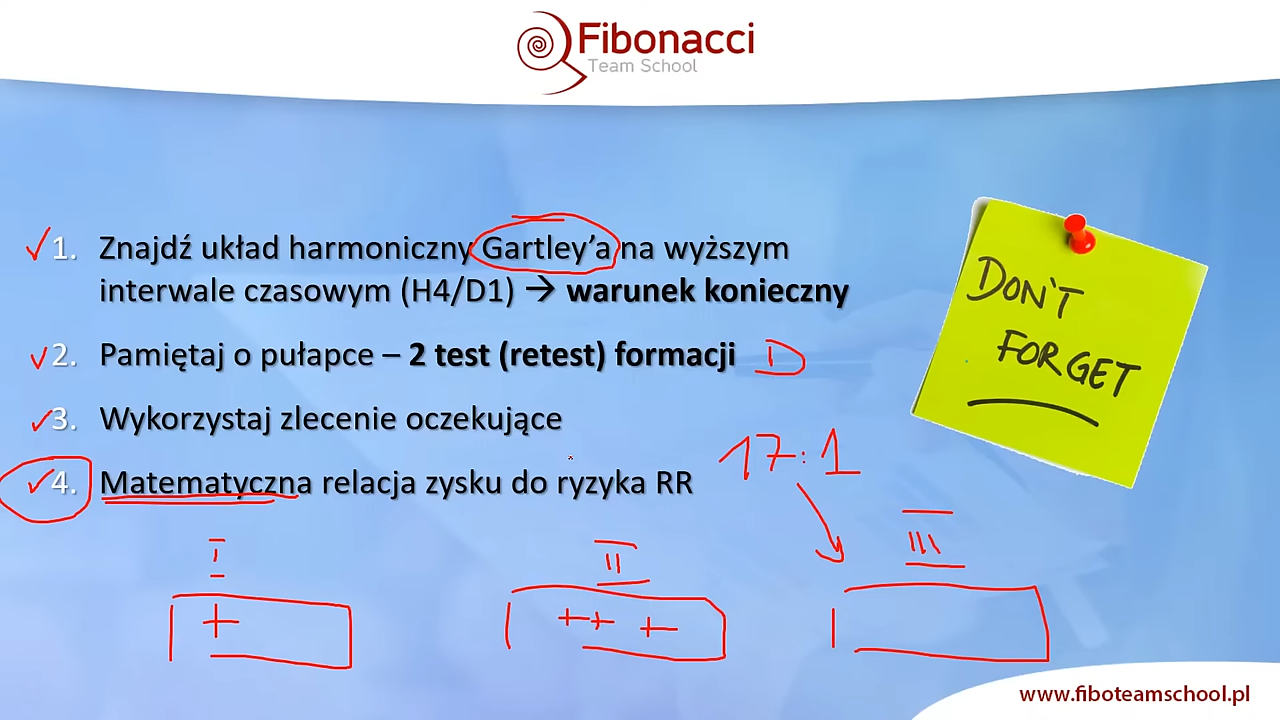 Fibonacci
Team School
1. Znajdź układ harmoniczny Gartley'a na wyższym
interwale czasowym (H4/D1) → warunek konieczny
2. Pamiętaj o pułapce – 2 test (retest) formacji D
3. Wykorzystaj zlecenie oczekujące
4. Matematyczna relacja zysku do ryzyka RR
17:1
DON'T
FORGET
I II III
+ ++ +
www.fiboteamschool.pl